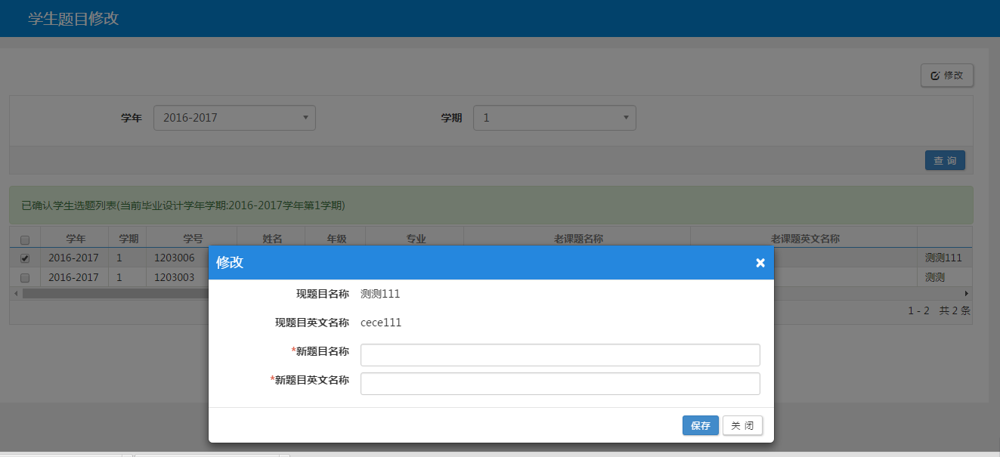 学生题目修改
修改
学年 2016-2017 学期 1
查 询
已确认学生选题列表(当前毕业设计学年学期:2016-2017学年第1学期)
学年 学期 学号 姓名 年级 专业 老课题名称 老课题英文名称
2016-2017 1 1203006 测测111
2016-2017 1 1203003 测测
1 - 2 共 2 条
修改 ×
现题目名称 测测111
现题目英文名称 cece111
*新题目名称
*新题目英文名称
保存 关 闭